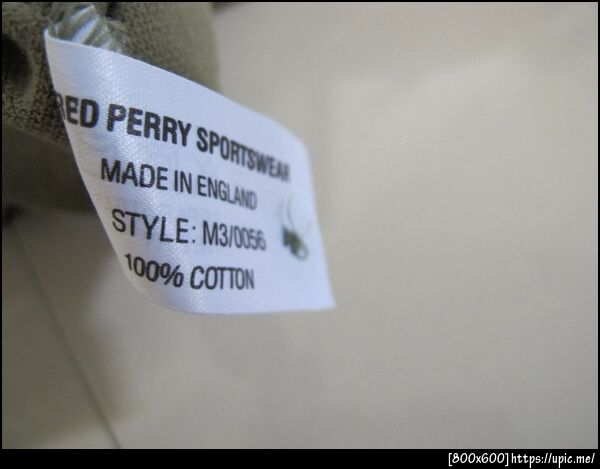 RED PERRY SPORTSWEAR
MADE IN ENGLAND
STYLE: M3/0056
100% COTTON
[800x600]https://upic.me/